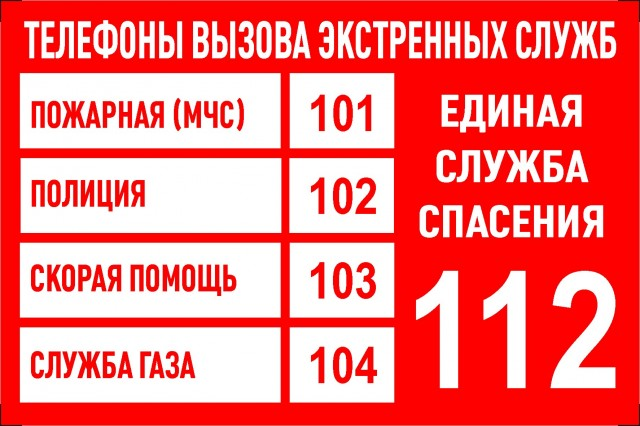 ТЕЛЕФОНЫ ВЫЗОВА ЭКСТРЕННЫХ СЛУЖБ
ПОЖАРНАЯ (МЧС) 101
ПОЛИЦИЯ 102
СКОРАЯ ПОМОЩЬ 103
СЛУЖБА ГАЗА 104
ЕДИНАЯ
СЛУЖБА
СПАСЕНИЯ
112